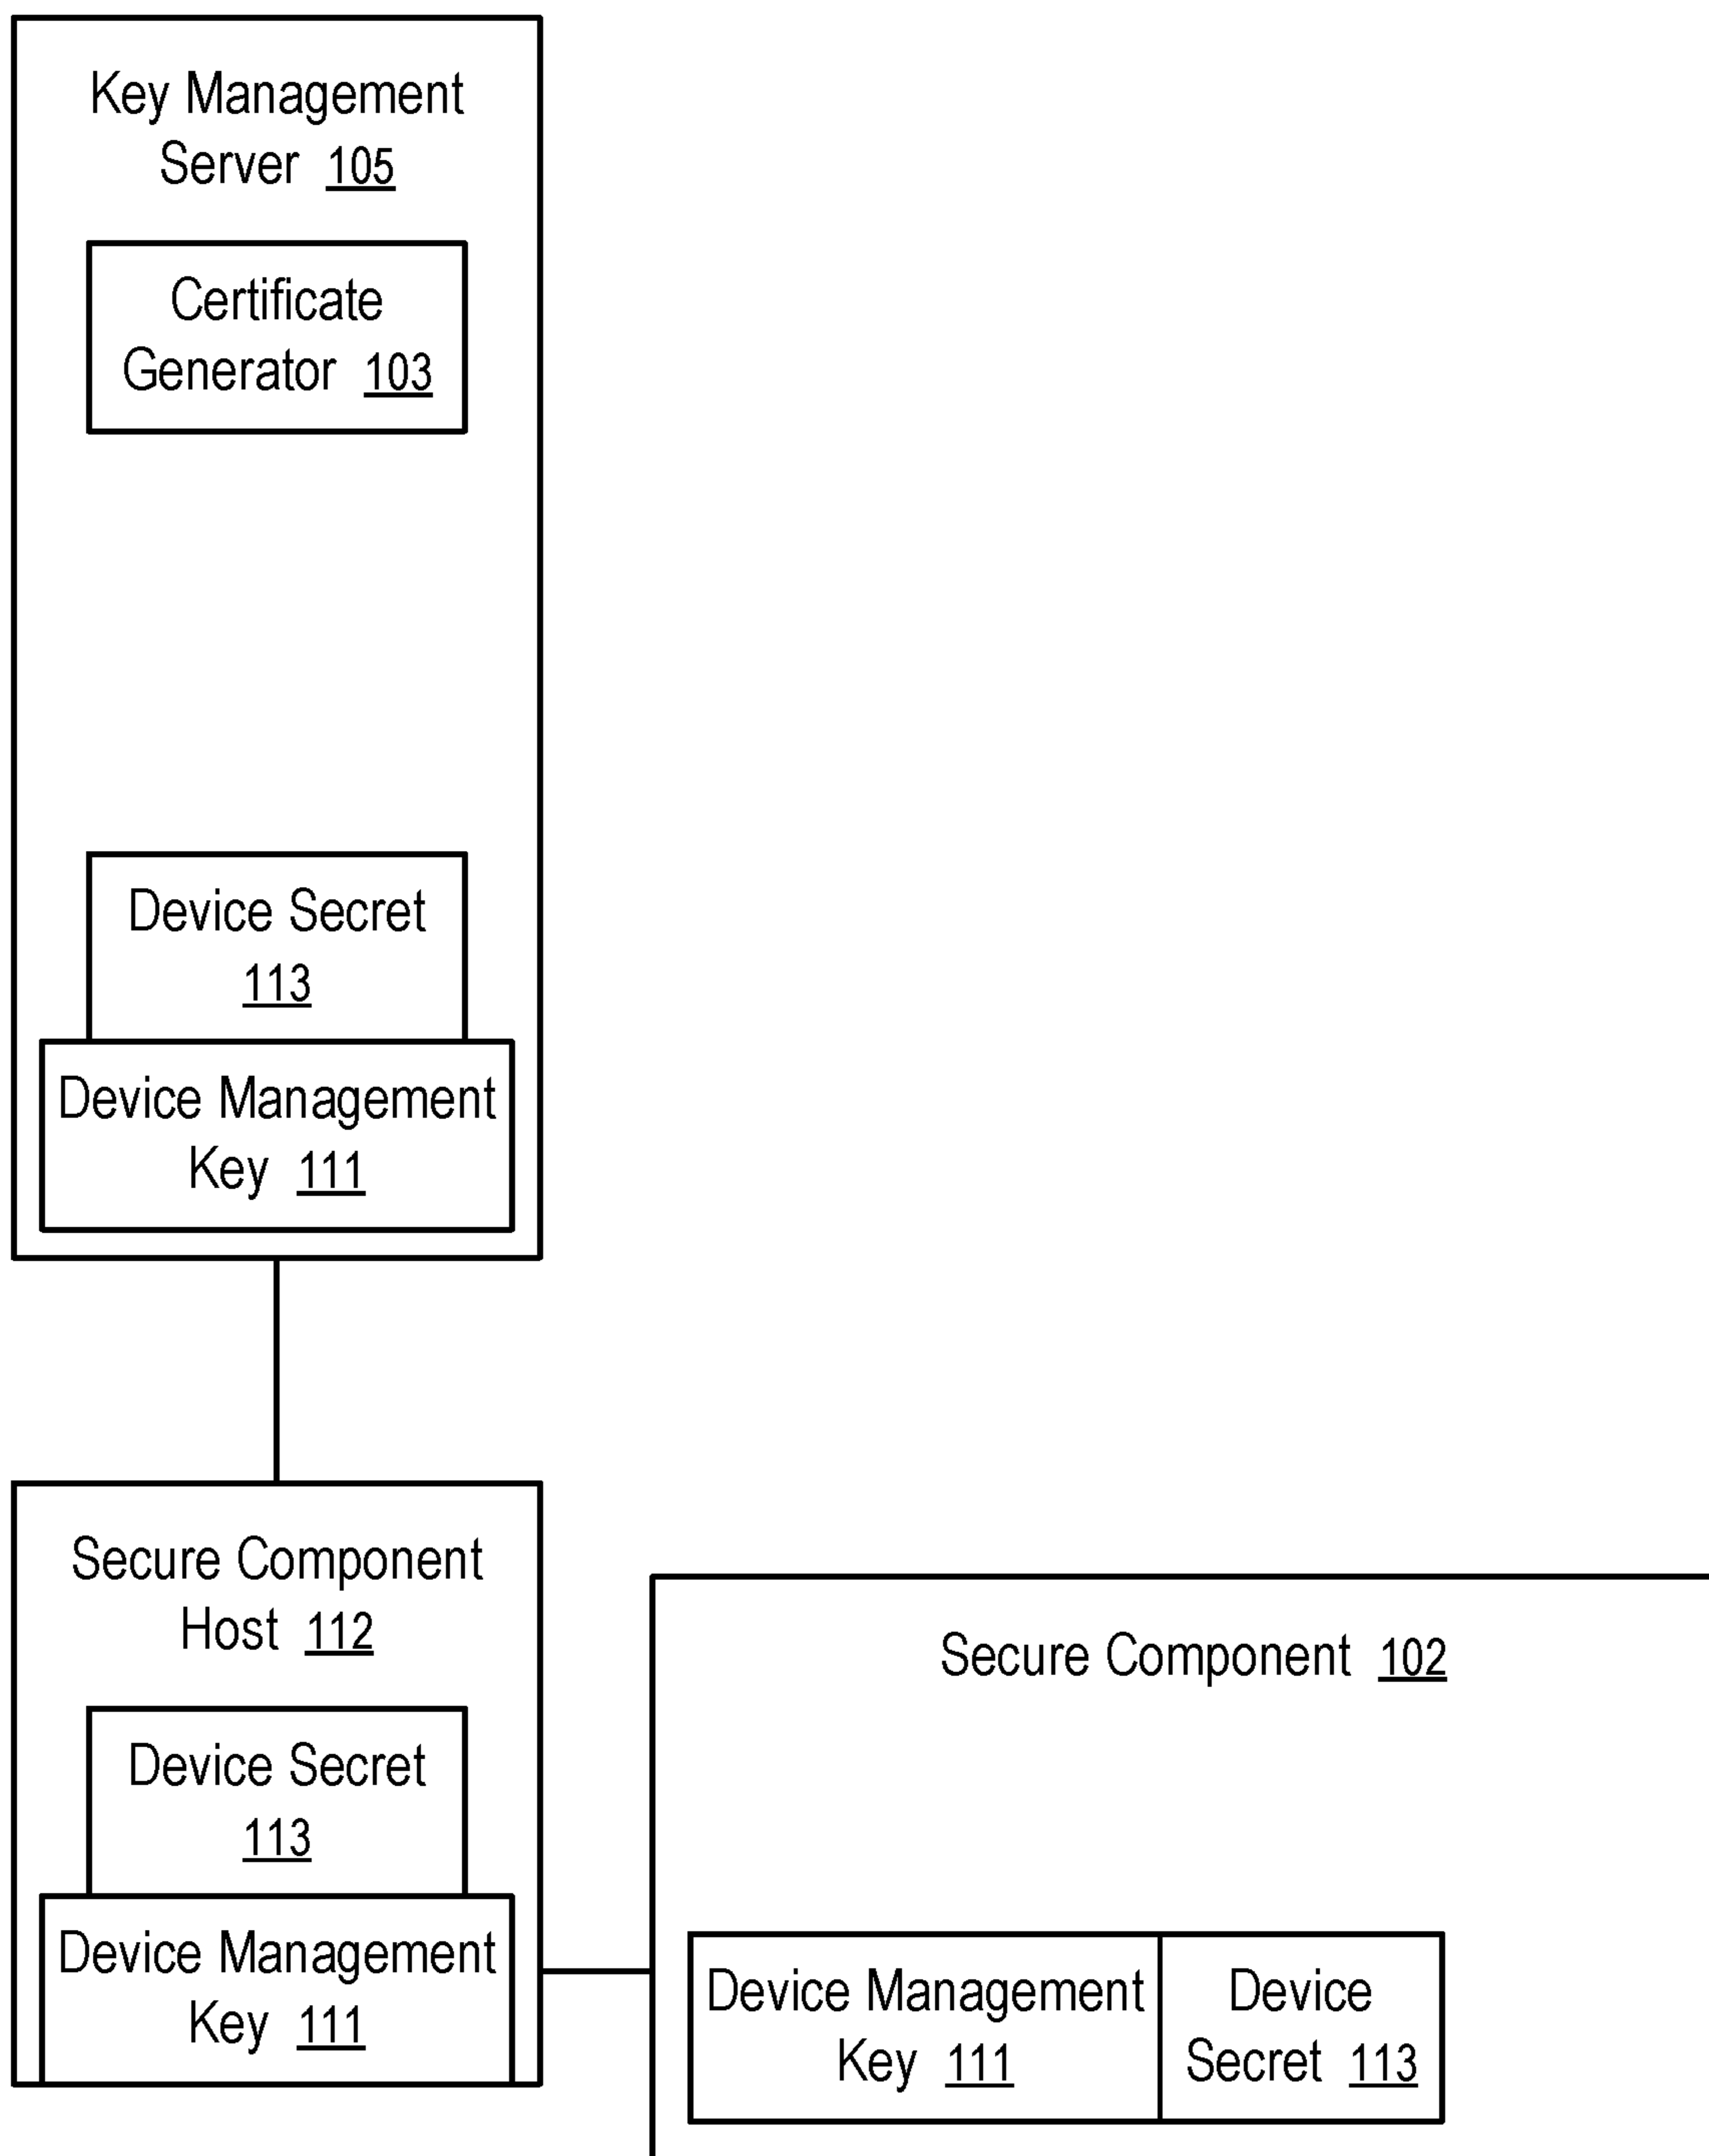 Key Management
Server 105
Certificate
Generator 103
Device Secret
113
Device Management
Key 111
Secure Component
Host 112
Device Secret
113
Device Management
Key 111
Secure Component 102
Device Management
Key 111
Device
Secret 113